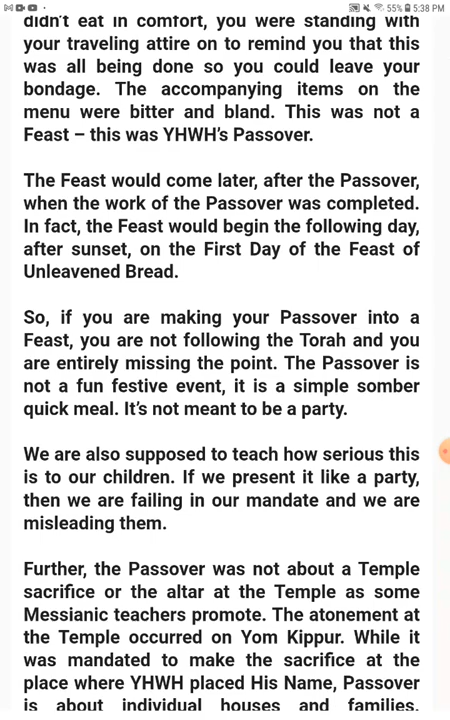 55% 5:38 PM
didn't eat in comfort, you were standing with
your traveling attire on to remind you that this
was all being done so you could leave your
bondage. The accompanying items on the
menu were bitter and bland. This was not a
Feast – this was YHWH's Passover.
The Feast would come later, after the Passover,
when the work of the Passover was completed.
In fact, the Feast would begin the following day,
after sunset, on the First Day of the Feast of
Unleavened Bread.
So, if you are making your Passover into a
Feast, you are not following the Torah and you
are entirely missing the point. The Passover is
not a fun festive event, it is a simple somber
quick meal. It's not meant to be a party.
We are also supposed to teach how serious this
is to our children. If we present it like a party,
then we are failing in our mandate and we are
misleading them.
Further, the Passover was not about a Temple
sacrifice or the altar at the Temple as some
Messianic teachers promote. The atonement at
the Temple occurred on Yom Kippur. While it
was mandated to make the sacrifice at the
place where YHWH placed His Name, Passover
is about individual houses and families.